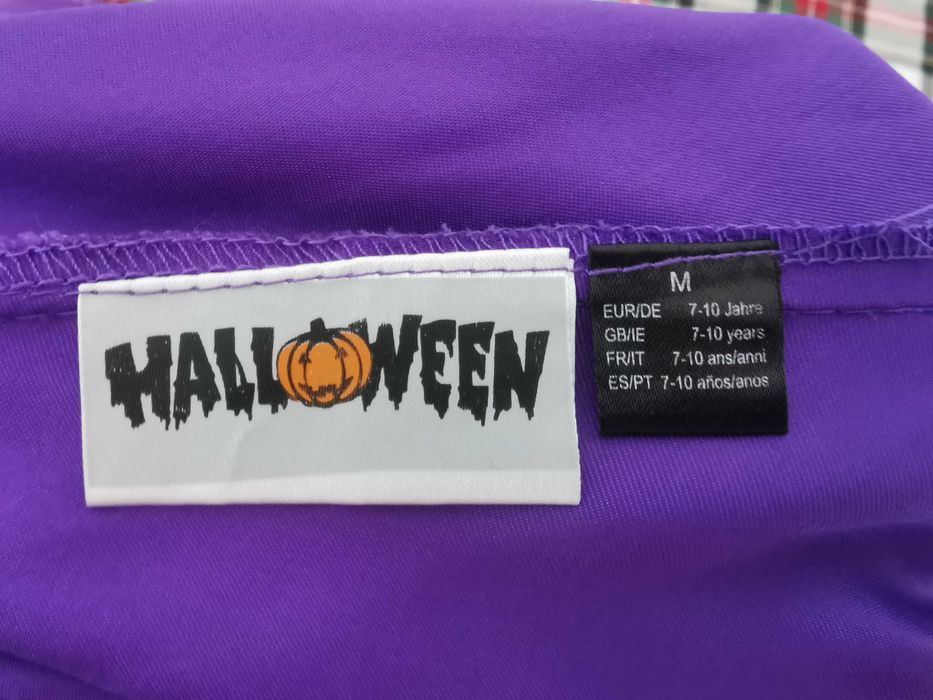 HALLOWEEN
M
EUR/DE 7-10 Jahre
GB/IE 7-10 years
FR/IT 7-10 ans/anni
ES/PT 7-10 años/anos